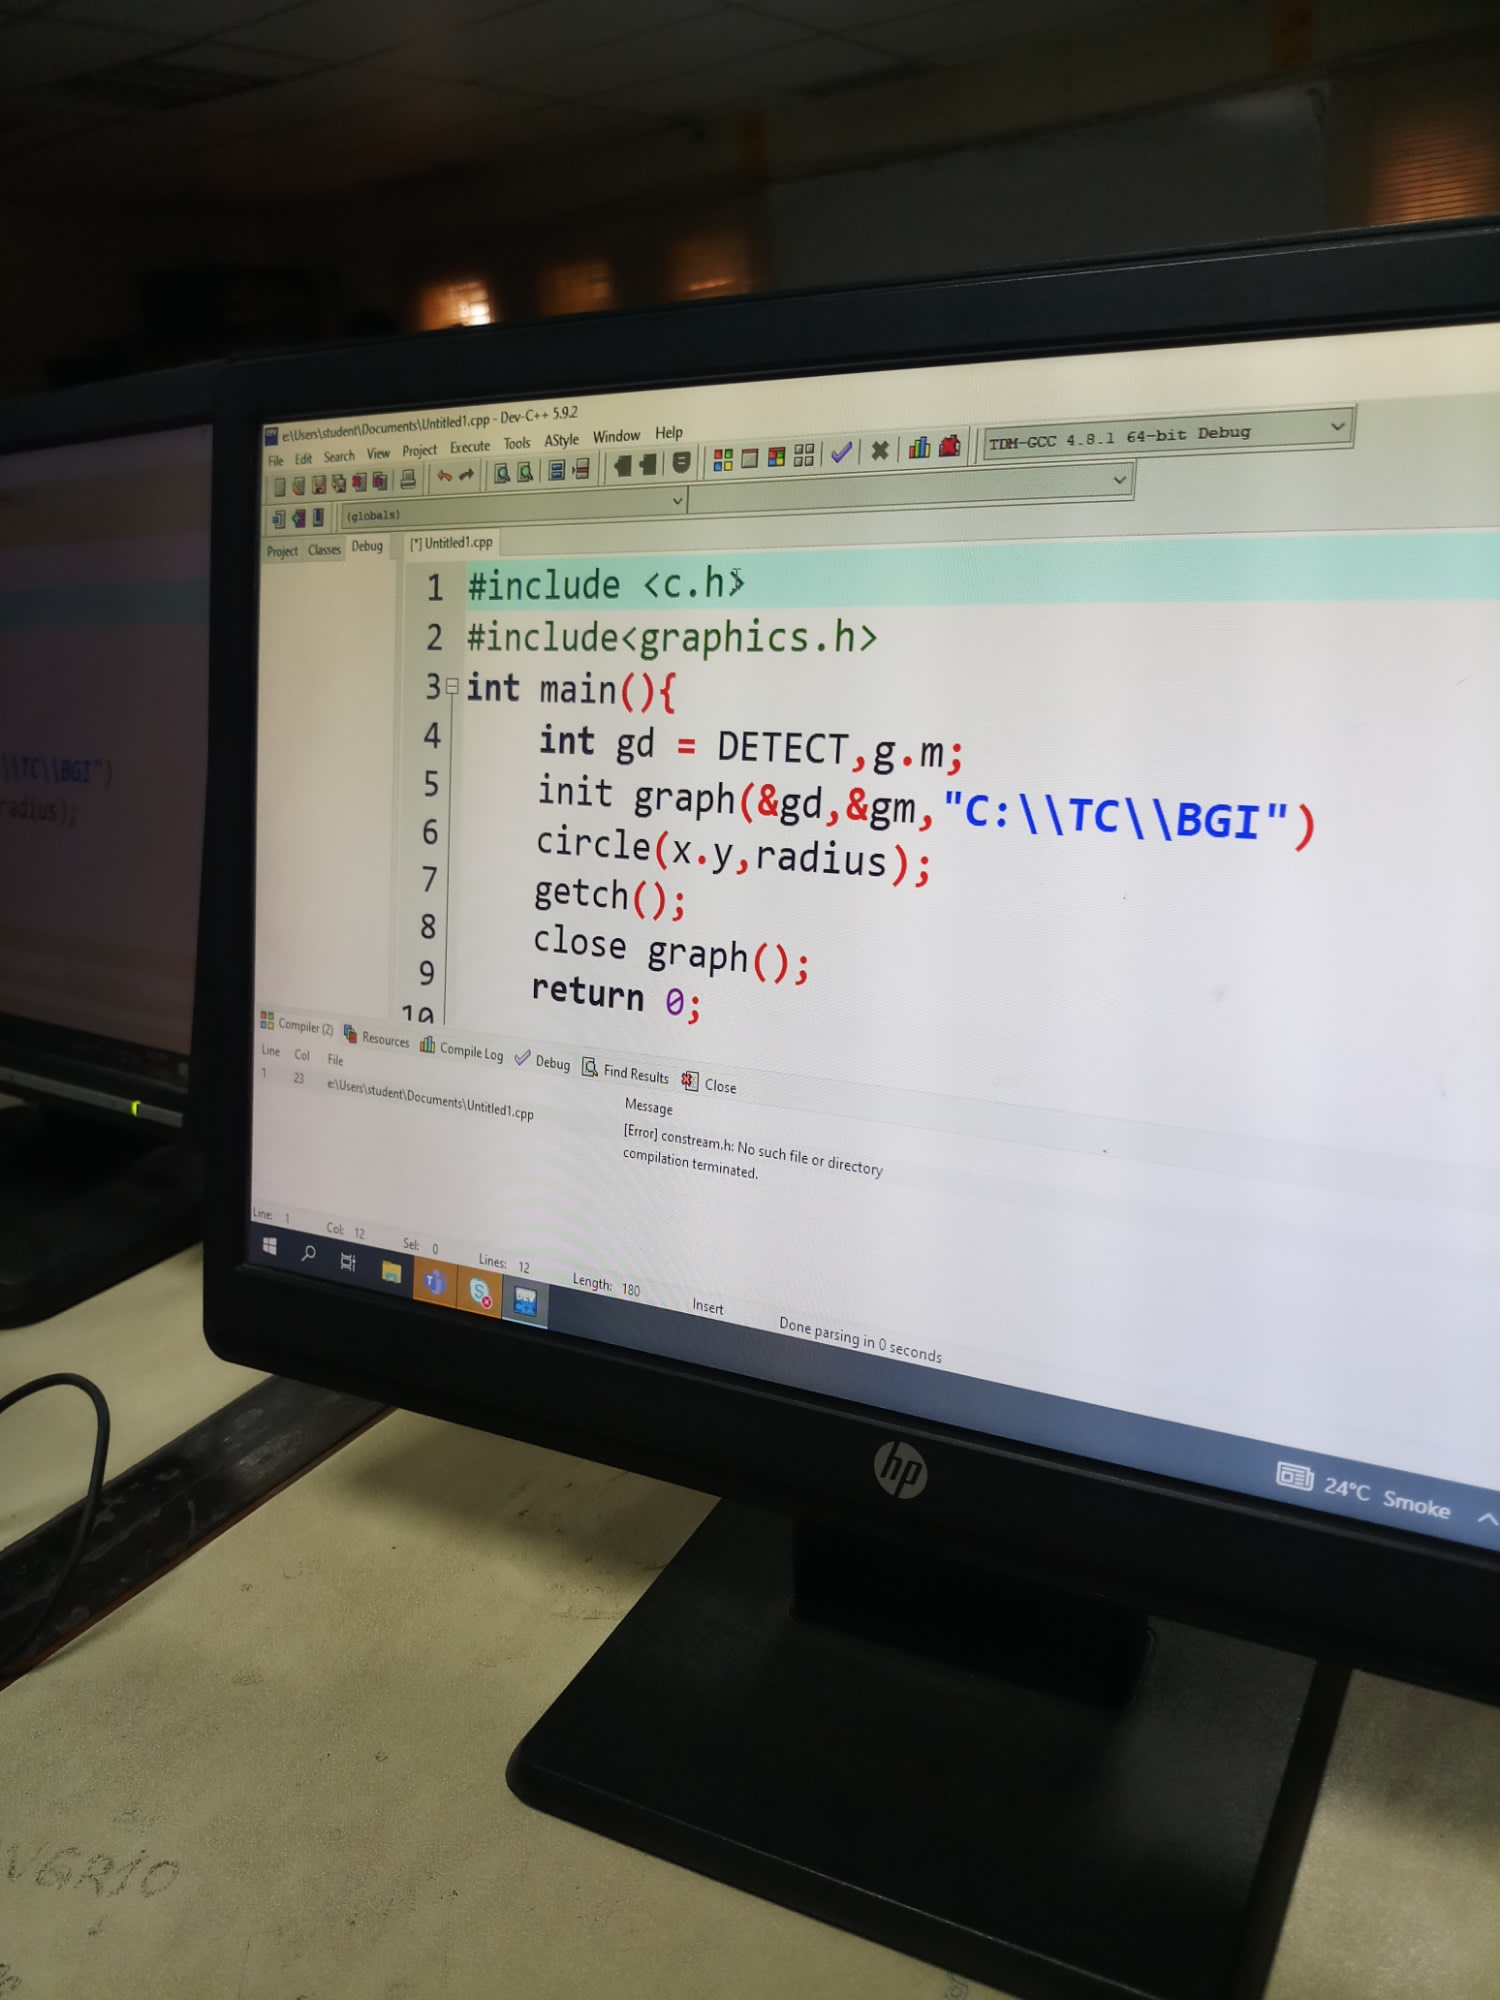 e:\Users\student\Documents\Untitled1.cpp - Dev-C++ 5.9.2
File Edit Search View Project Execute Tools AStyle Window Help
TDM-GCC 4.8.1 64-bit Debug
(globals)
Project Classes Debug [*] Untitled1.cpp
1 #include <c.h>
2 #include<graphics.h>
3 int main(){
4 int gd = DETECT,g.m;
5 init graph(&gd,&gm,"C:\\TC\\BGI")
6 circle(x.y,radius);
7 getch();
8 close graph();
9 return 0;
10
\\TC\\BGI")
radius);
Compiler (2) Resources Compile Log Debug Find Results Close
Line Col File Message
1 23 e:\Users\student\Documents\Untitled1.cpp [Error] constream.h: No such file or directory
compilation terminated.
Line: 1 Col: 12 Sel: 0 Lines: 12 Length: 180 Insert Done parsing in 0 seconds
24°C Smoke
hp